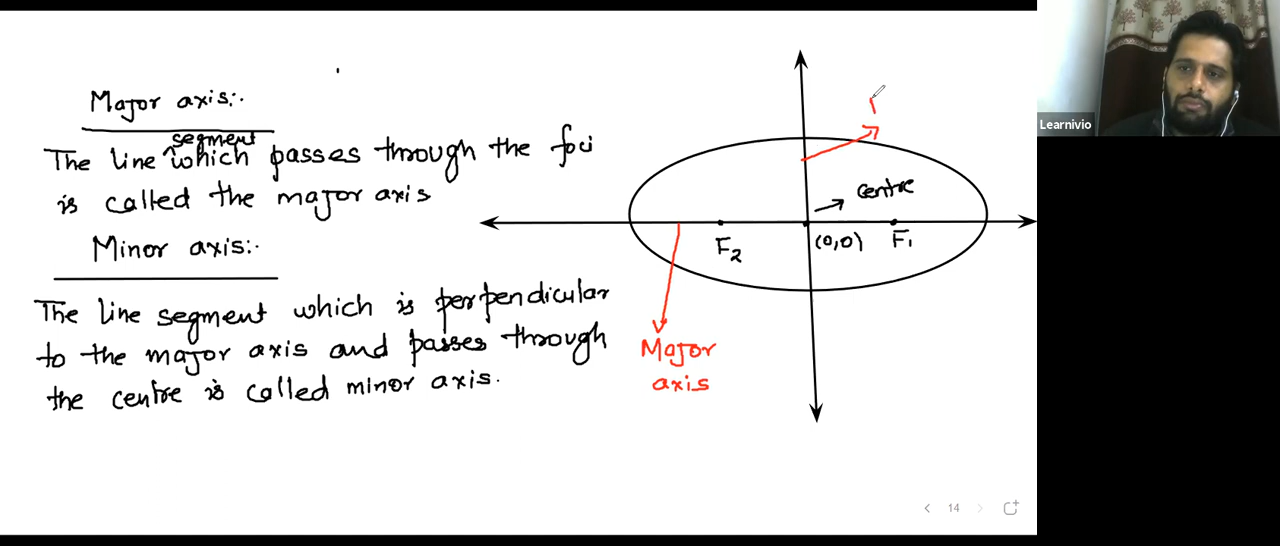 Major axis:.
segment
The line which passes through the foci
is called the major axis
Minor axis:.
The line segment which is perpendicular
to the major axis and passes through
the centre is called minor axis.
centre
F2
(0,0)
F1
Major
axis
Learnivio
14